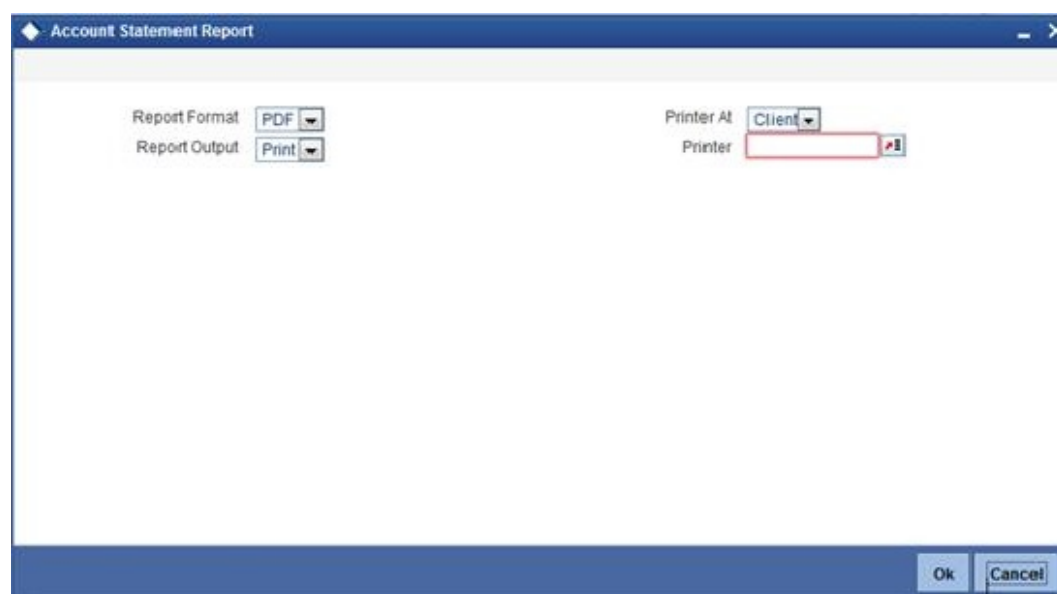 Account Statement Report
Report Format PDF Printer At Client
Report Output Print Printer
Ok Cancel